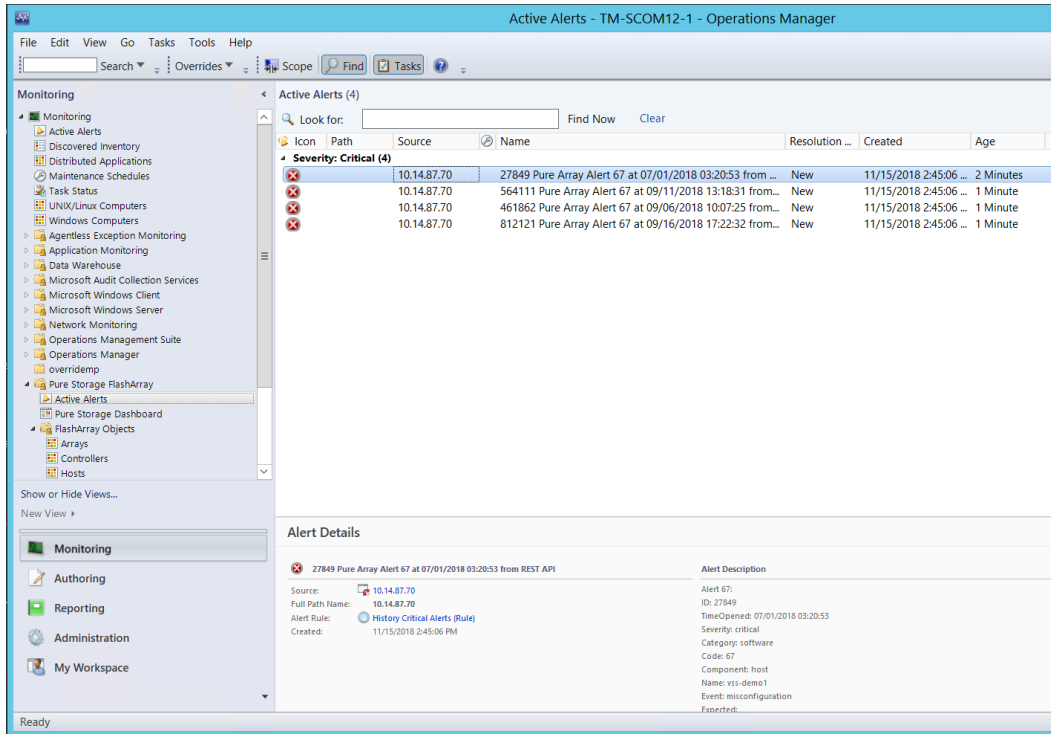 Active Alerts - TM-SCOM12-1 - Operations Manager
File Edit View Go Tasks Tools Help
Search Overrides Scope Find Tasks
Monitoring
Monitoring
Active Alerts
Discovered Inventory
Distributed Applications
Maintenance Schedules
Task Status
UNIX/Linux Computers
Windows Computers
Agentless Exception Monitoring
Application Monitoring
Data Warehouse
Microsoft Audit Collection Services
Microsoft Windows Client
Microsoft Windows Server
Network Monitoring
Operations Management Suite
Operations Manager
overridemp
Pure Storage FlashArray
Active Alerts
Pure Storage Dashboard
FlashArray Objects
Arrays
Controllers
Hosts
Show or Hide Views...
New View
Monitoring
Authoring
Reporting
Administration
My Workspace
Active Alerts (4)
Look for: Find Now Clear
Icon Path Source Name Resolution ... Created Age
Severity: Critical (4)
10.14.87.70 27849 Pure Array Alert 67 at 07/01/2018 03:20:53 from ... New 11/15/2018 2:45:06 ... 2 Minutes
10.14.87.70 564111 Pure Array Alert 67 at 09/11/2018 13:18:31 from... New 11/15/2018 2:45:06 ... 1 Minute
10.14.87.70 461862 Pure Array Alert 67 at 09/06/2018 10:07:25 from... New 11/15/2018 2:45:06 ... 1 Minute
10.14.87.70 812121 Pure Array Alert 67 at 09/16/2018 17:22:32 from... New 11/15/2018 2:45:06 ... 1 Minute
Alert Details
27849 Pure Array Alert 67 at 07/01/2018 03:20:53 from REST API
Source: 10.14.87.70
Full Path Name: 10.14.87.70
Alert Rule: History Critical Alerts (Rule)
Created: 11/15/2018 2:45:06 PM
Alert Description
Alert 67:
ID: 27849
TimeOpened: 07/01/2018 03:20:53
Severity: critical
Category: software
Code: 67
Component: host
Name: vss-demo1
Event: misconfiguration
Expected:
Ready